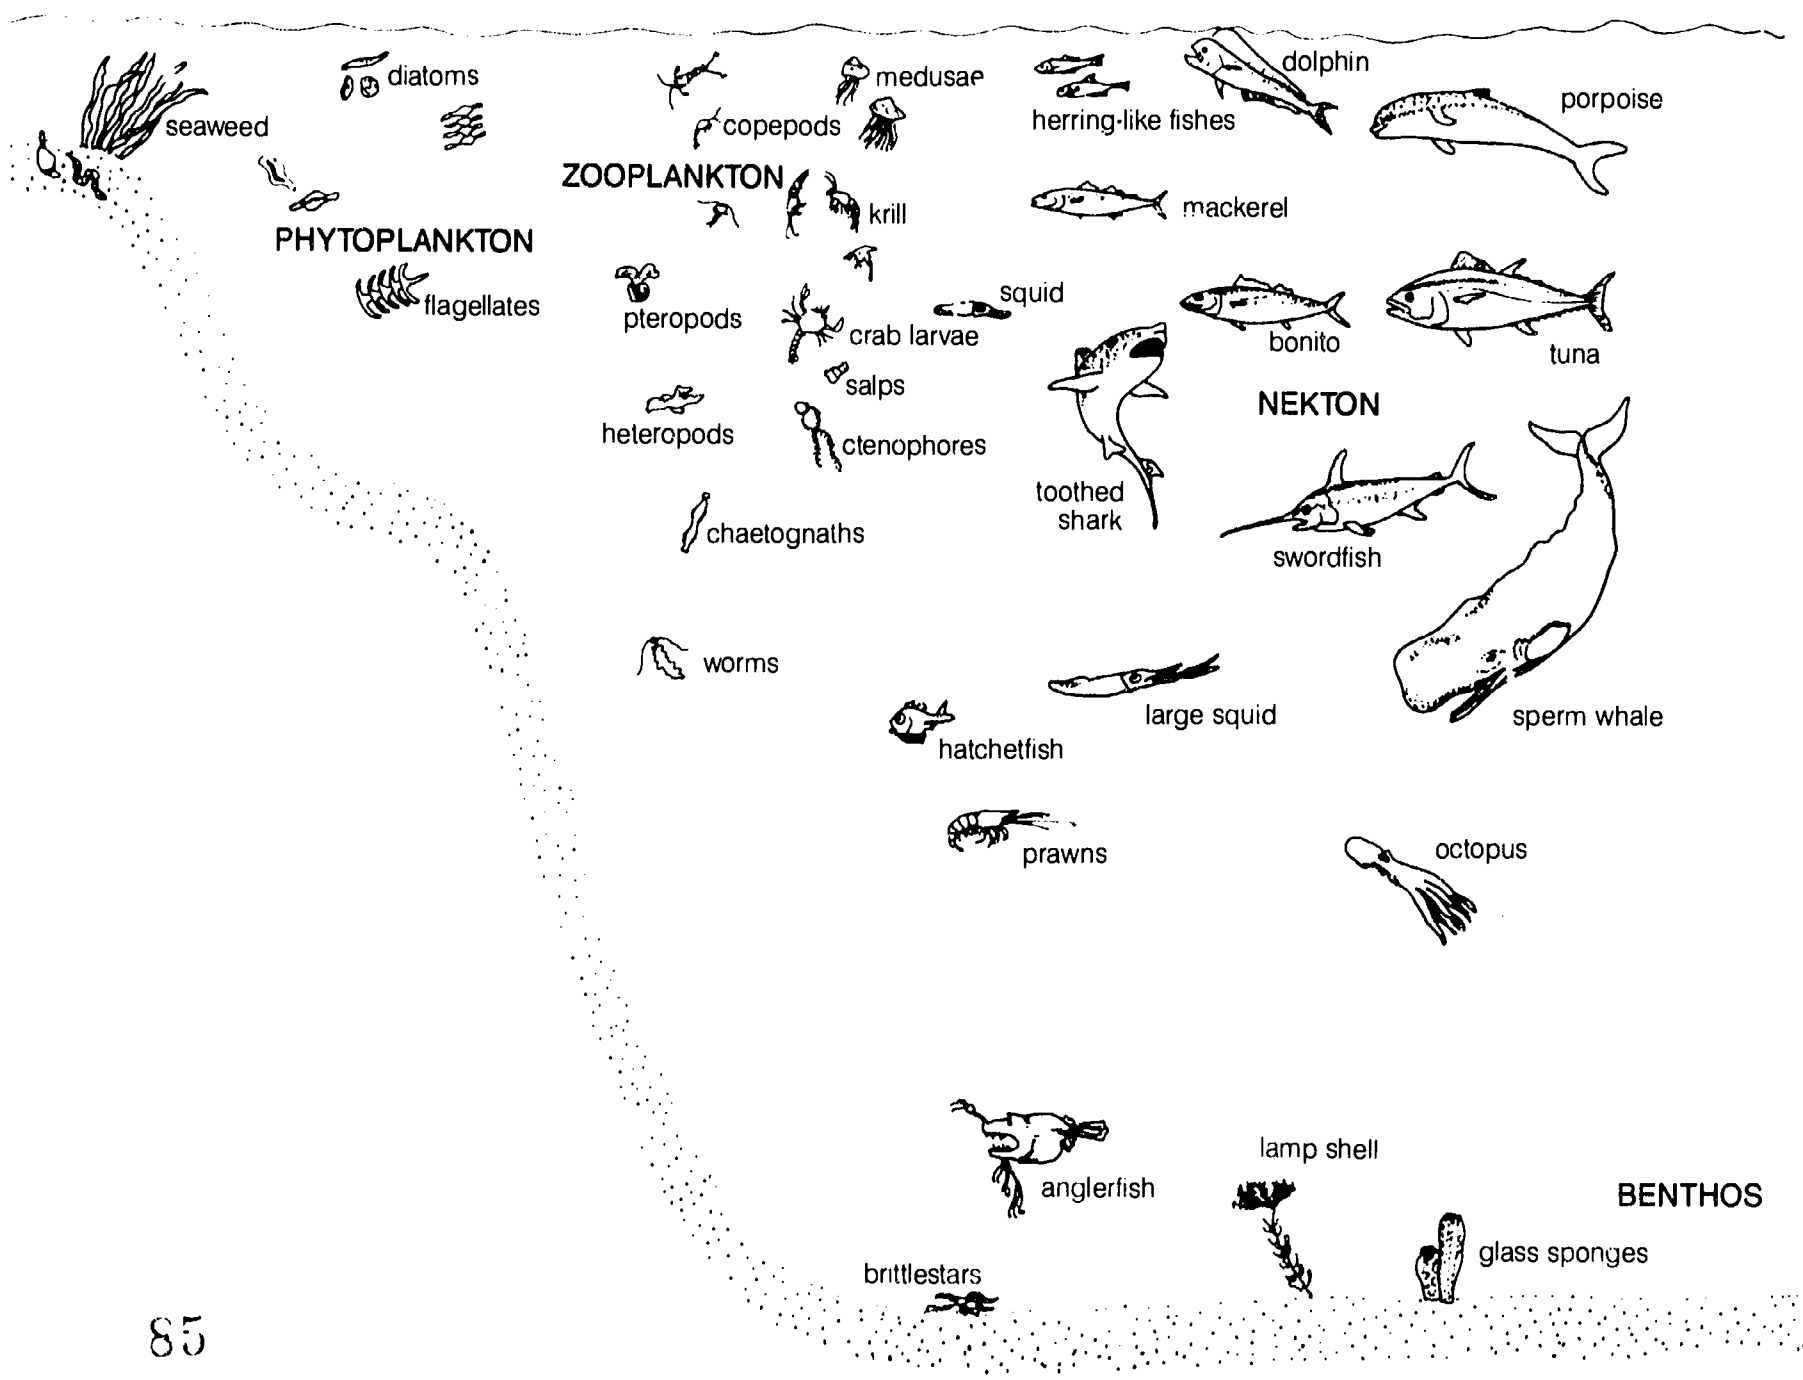 dolphin
diatoms
medusae
porpoise
seaweed
copepods
herring-like fishes
ZOOPLANKTON
krill
mackerel
PHYTOPLANKTON
flagellates
pteropods
squid
crab larvae
bonito
tuna
salps
NEKTON
heteropods
ctenophores
toothed
shark
chaetognaths
swordfish
worms
large squid
sperm whale
hatchetfish
prawns
octopus
lamp shell
anglerfish
BENTHOS
glass sponges
brittlestars
85